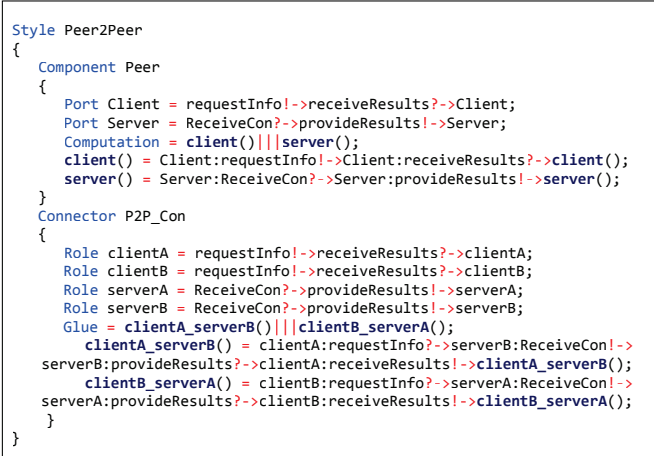 Style Peer2Peer
{
Component Peer
{
Port Client = requestInfo!->receiveResults?->Client;
Port Server = ReceiveCon?->provideResults!->Server;
Computation = client()|||server();
client() = Client:requestInfo!->Client:receiveResults?->client();
server() = Server:ReceiveCon?->Server:provideResults!->server();
}
Connector P2P_Con
{
Role clientA = requestInfo!->receiveResults?->clientA;
Role clientB = requestInfo!->receiveResults?->clientB;
Role serverA = ReceiveCon?->provideResults!->serverA;
Role serverB = ReceiveCon?->provideResults!->serverB;
Glue = clientA_serverB()|||clientB_serverA();
clientA_serverB() = clientA:requestInfo?->serverB:ReceiveCon!->
serverB:provideResults?->clientA:receiveResults!->clientA_serverB();
clientB_serverA() = clientB:requestInfo?->serverA:ReceiveCon!->
serverA:provideResults?->clientB:receiveResults!->clientB_serverA();
}
}